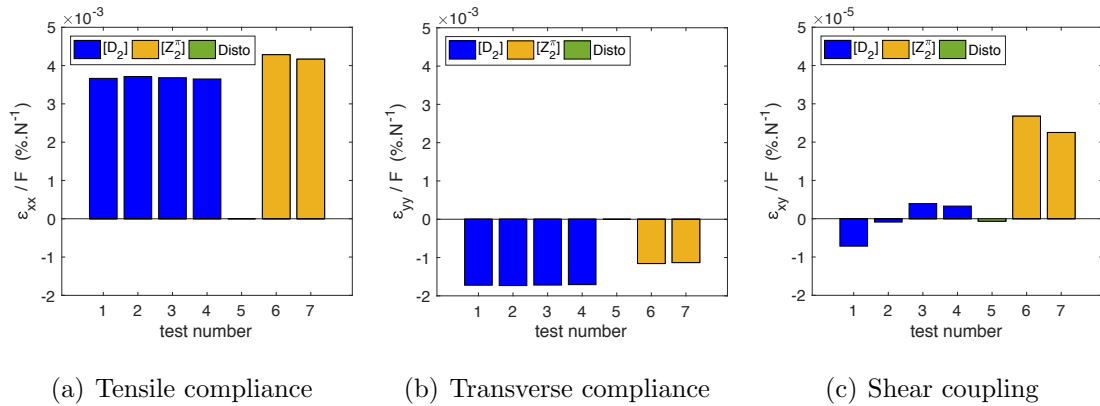 ×10⁻³
[D₂] [Z₂^π] Disto
5
4
3
2
1
0
-1
-2
ε_xx / F (%.N⁻¹)
1 2 3 4 5 6 7
test number
(a) Tensile compliance
×10⁻³
[D₂] [Z₂^π] Disto
5
4
3
2
1
0
-1
-2
ε_yy / F (%.N⁻¹)
1 2 3 4 5 6 7
test number
(b) Transverse compliance
×10⁻⁵
[D₂] [Z₂^π] Disto
5
4
3
2
1
0
-1
-2
ε_xy / F (%.N⁻¹)
1 2 3 4 5 6 7
test number
(c) Shear coupling